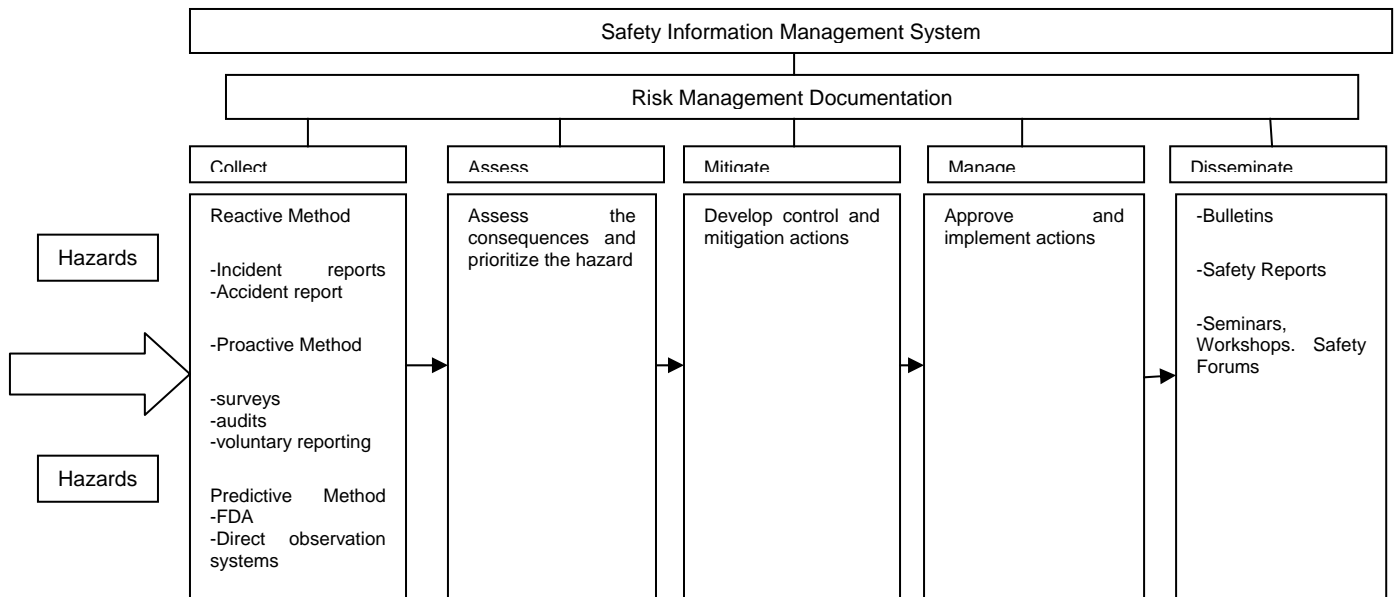 Safety Information Management System
Risk Management Documentation
Collect
Assess
Mitigate
Manage
Disseminate
Hazards
Hazards
Reactive Method
-Incident reports
-Accident report
-Proactive Method
-surveys
-audits
-voluntary reporting
Predictive Method
-FDA
-Direct observation
systems
Assess the
consequences and
prioritize the hazard
Develop control and
mitigation actions
Approve and
implement actions
-Bulletins
-Safety Reports
-Seminars,
Workshops. Safety
Forums